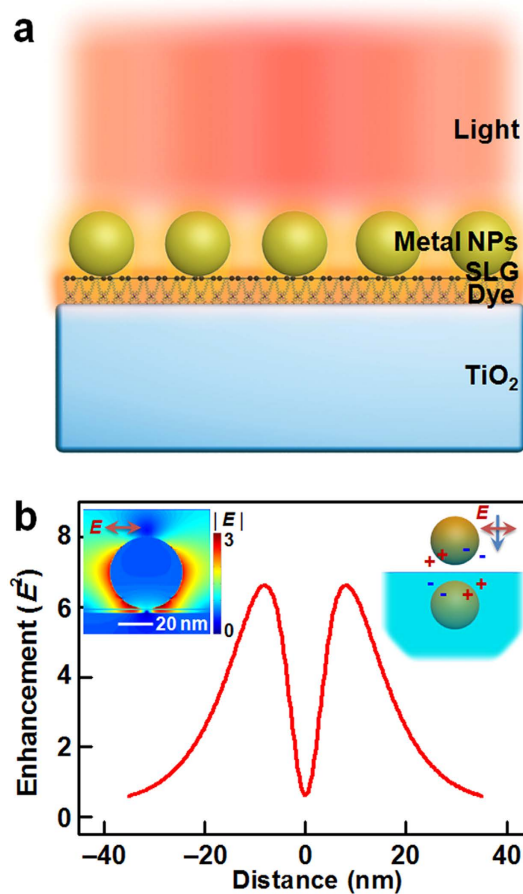 a
Light
Metal NPs
SLG
Dye
TiO₂
b
E
|E|
3
0
20 nm
E
+ + - -
- - + +
Enhancement (E²)
8
6
4
2
0
−40 −20 0 20 40
Distance (nm)